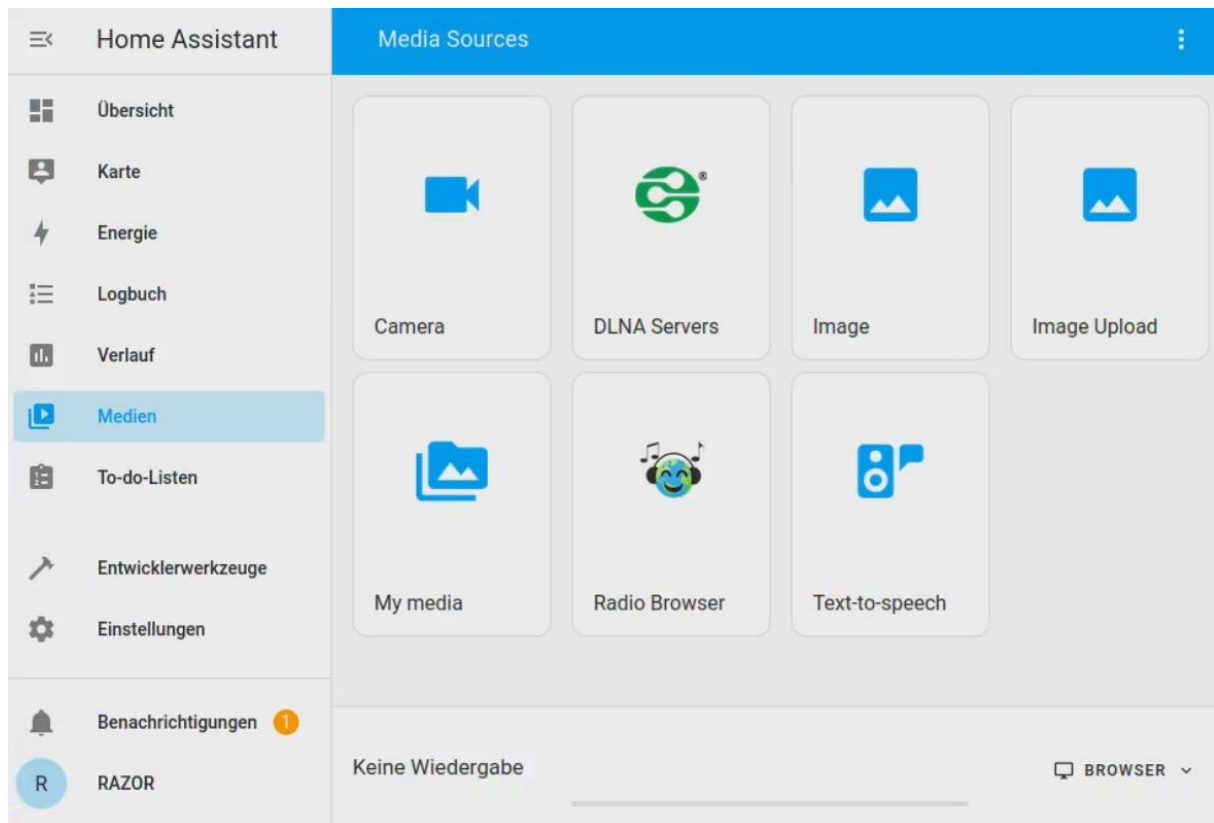 Home Assistant
Media Sources
Übersicht
Karte
Energie
Logbuch
Verlauf
Medien
To-do-Listen
Entwicklerwerkzeuge
Einstellungen
Benachrichtigungen 1
R RAZOR
Camera
DLNA Servers
Image
Image Upload
My media
Radio Browser
Text-to-speech
Keine Wiedergabe
BROWSER